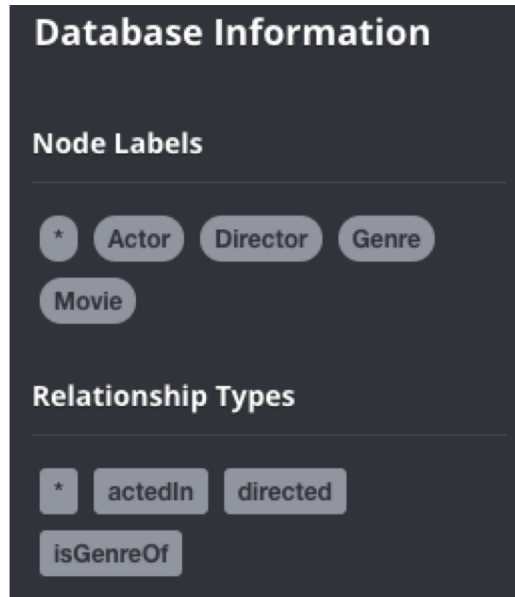 Database Information
Node Labels
* Actor Director Genre
Movie
Relationship Types
* actedIn directed
isGenreOf